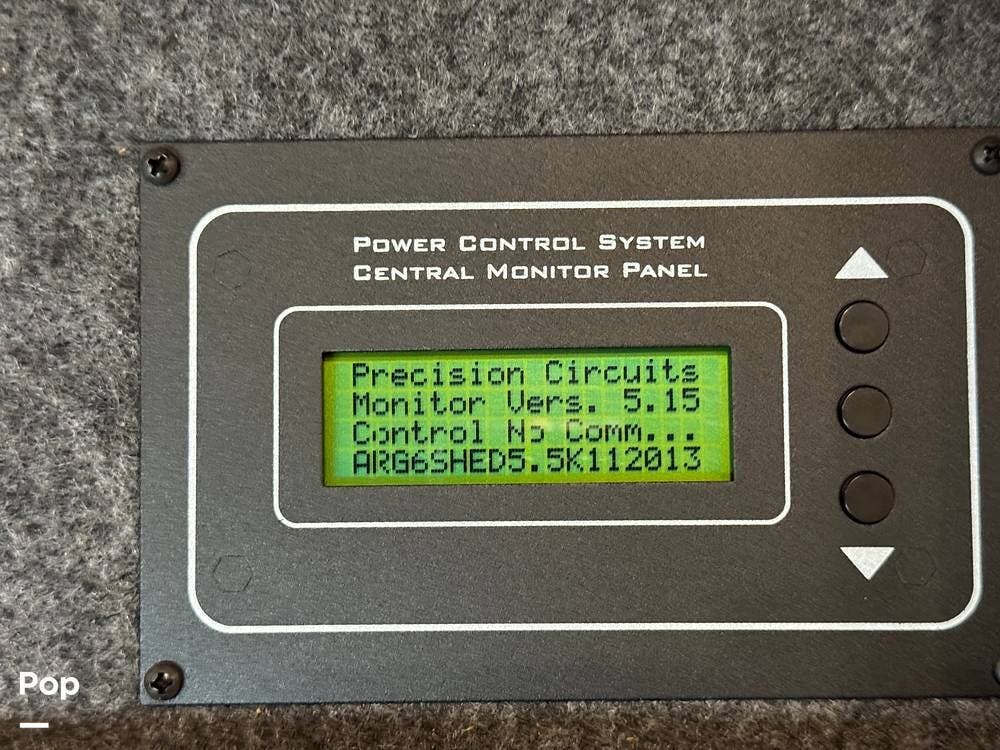 POWER CONTROL SYSTEM
CENTRAL MONITOR PANEL
Precision Circuits
Monitor Vers. 5.15
Control No Comm...
ARG6SHED5.5K112013
Pop